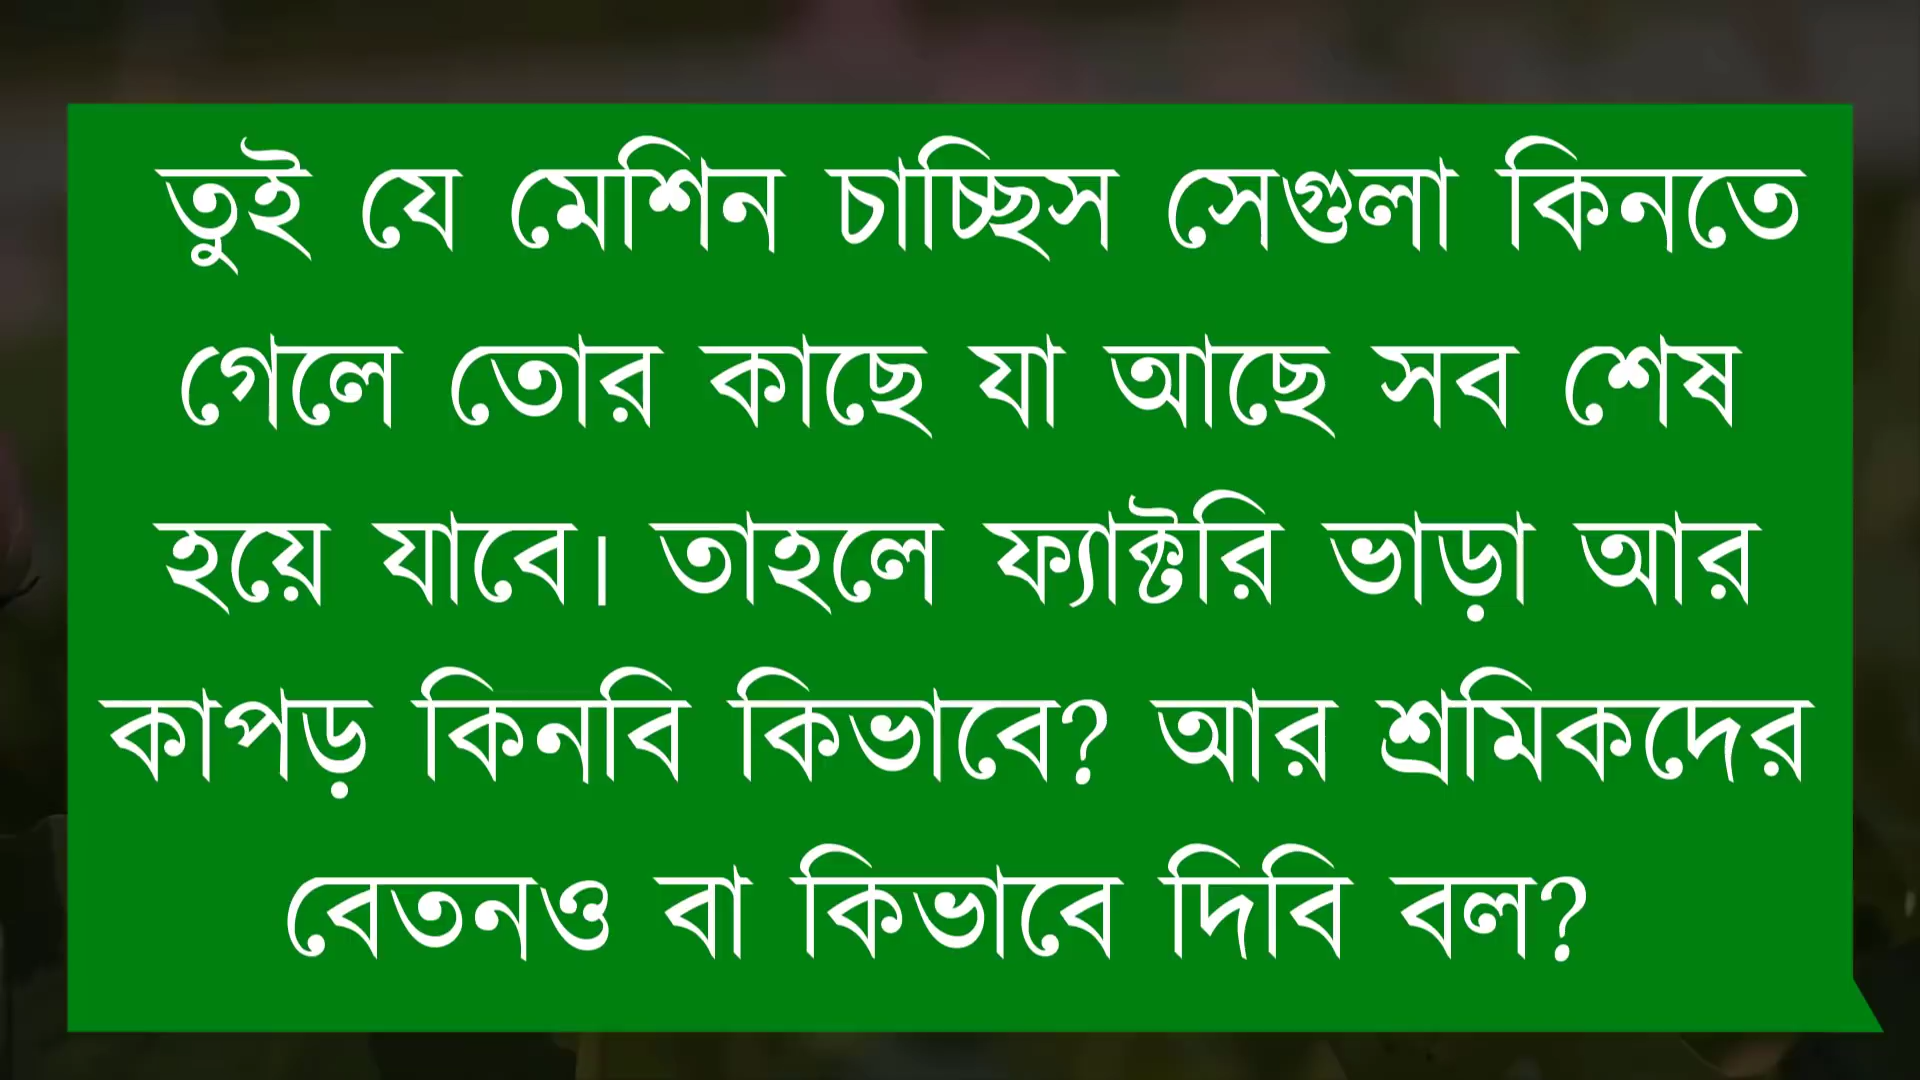 তুই যে মেশিন চাচ্ছিস সেগুলা কিনতে
গেলে তোর কাছে যা আছে সব শেষ
হয়ে যাবে। তাহলে ফ্যাক্টরি ভাড়া আর
কাপড় কিনবি কিভাবে? আর শ্রমিকদের
বেতনও বা কিভাবে দিবি বল?